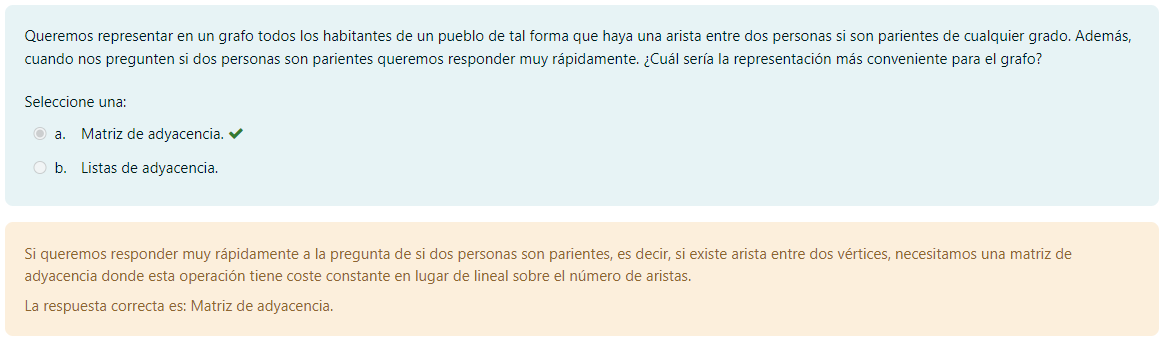 Queremos representar en un grafo todos los habitantes de un pueblo de tal forma que haya una arista entre dos personas si son parientes de cualquier grado. Además,
cuando nos pregunten si dos personas son parientes queremos responder muy rápidamente. ¿Cuál sería la representación más conveniente para el grafo?
Seleccione una:
a. Matriz de adyacencia.
b. Listas de adyacencia.
Si queremos responder muy rápidamente a la pregunta de si dos personas son parientes, es decir, si existe arista entre dos vértices, necesitamos una matriz de
adyacencia donde esta operación tiene coste constante en lugar de lineal sobre el número de aristas.
La respuesta correcta es: Matriz de adyacencia.